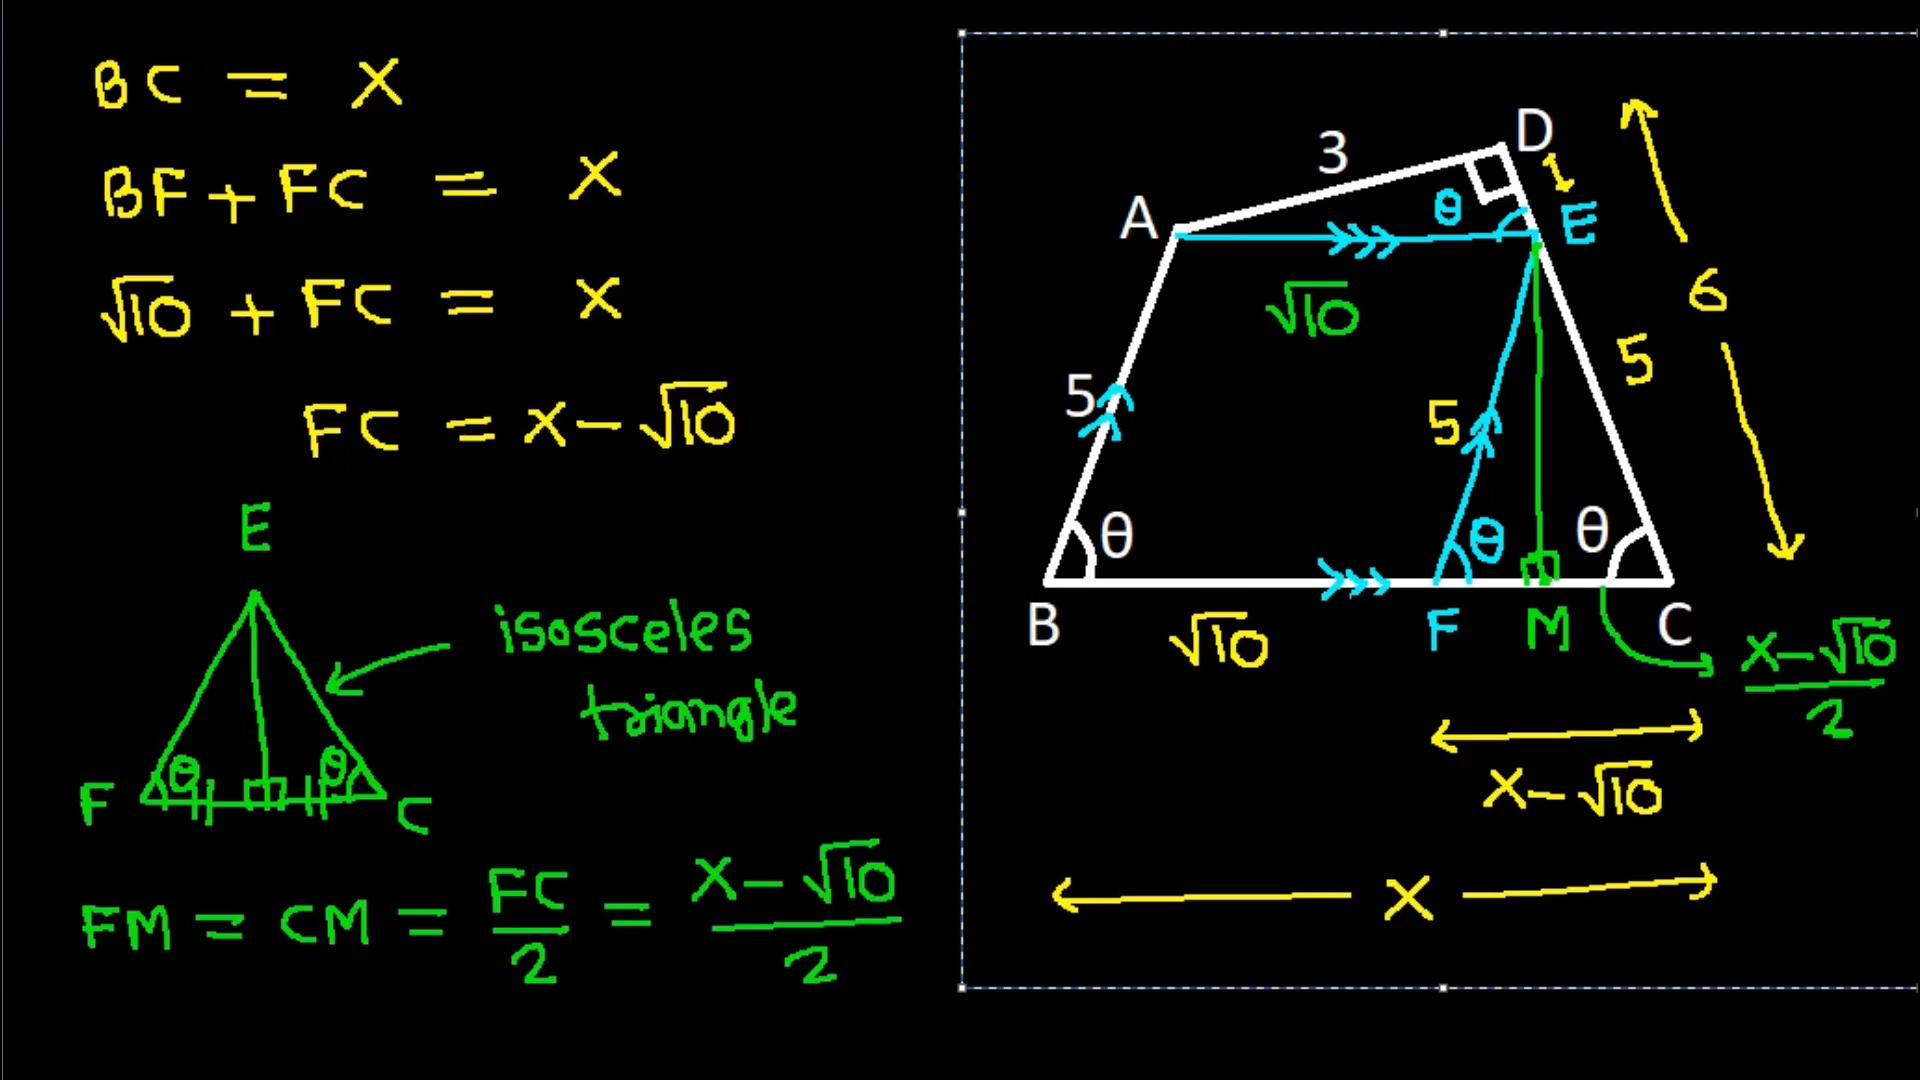 BC = x
BF + FC = x
√10 + FC = x
FC = x - √10
E
isosceles
triangle
θ θ
F C
FM = CM = FC/2 = x - √10/2
D
3
1
A θ E
√10
6
5
5 5
θ θ θ
B F M C
√10
x - √10/2
x - √10
x